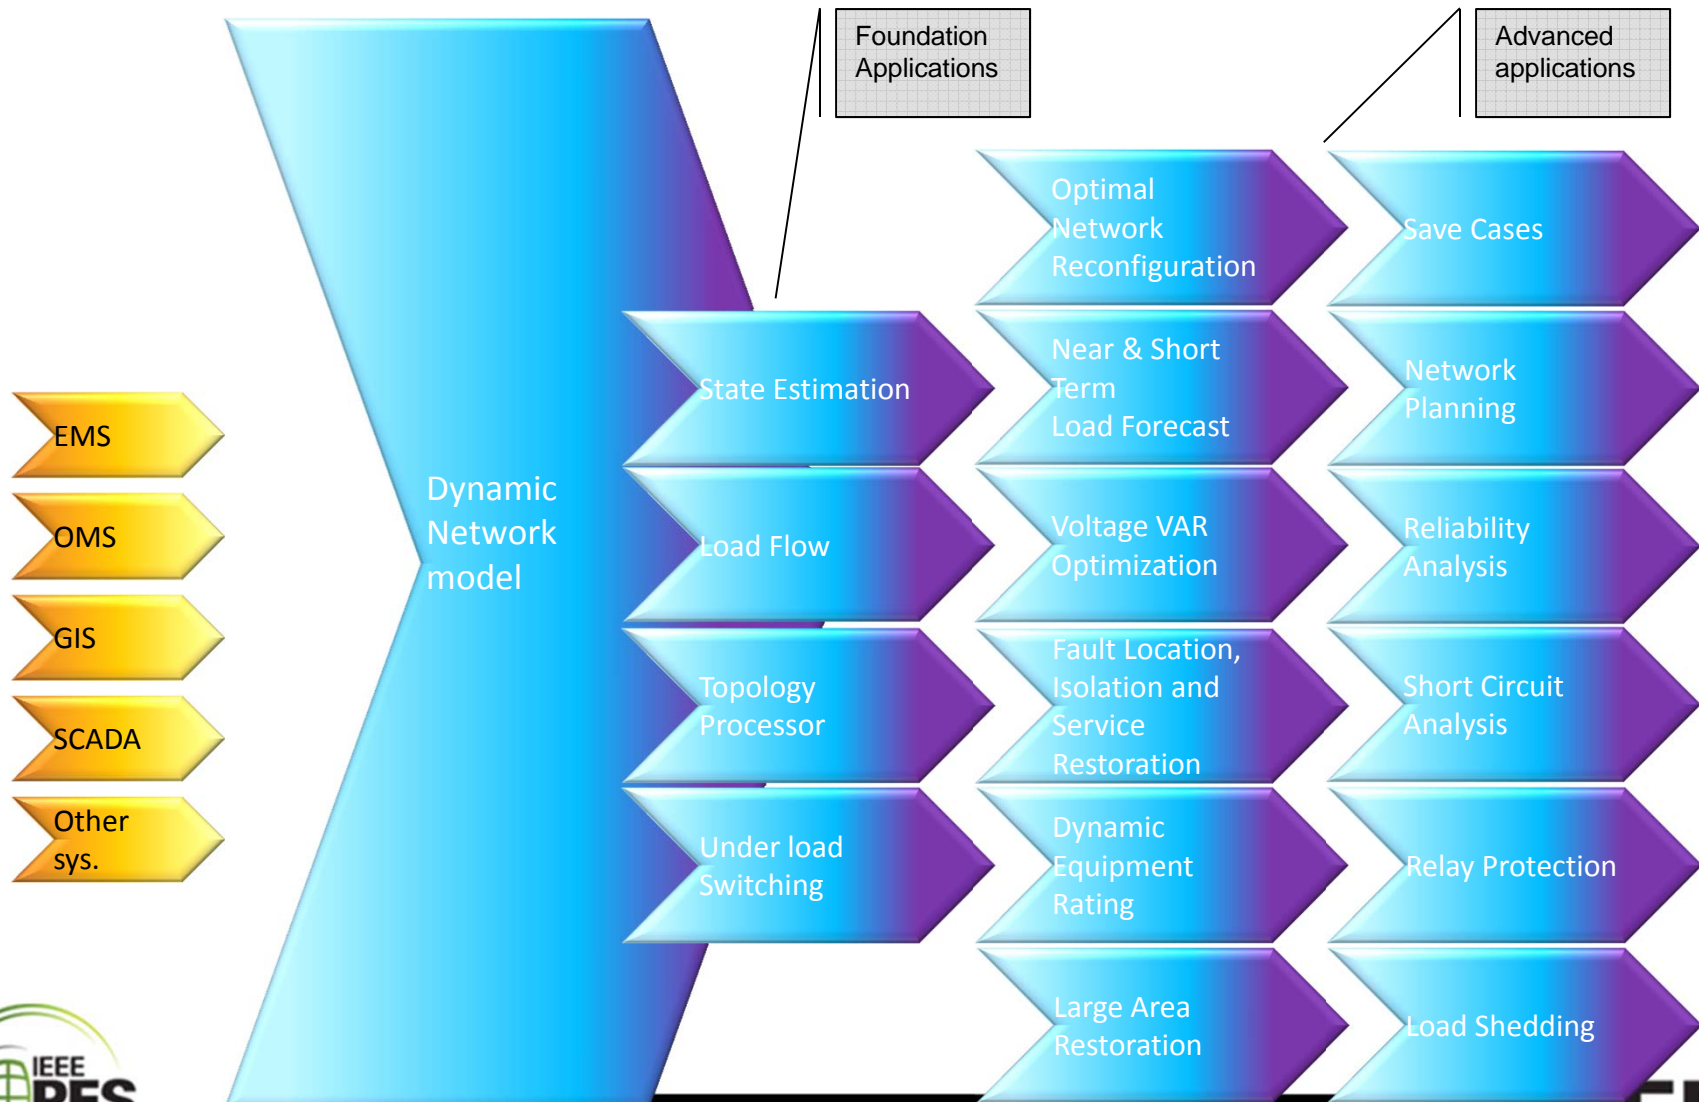 Foundation
Applications
Advanced
applications
EMS
OMS
GIS
SCADA
Other
sys.
Dynamic
Network
model
State Estimation
Load Flow
Topology
Processor
Under load
Switching
Optimal
Network
Reconfiguration
Near & Short
Term
Load Forecast
Voltage VAR
Optimization
Fault Location,
Isolation and
Service
Restoration
Dynamic
Equipment
Rating
Large Area
Restoration
Save Cases
Network
Planning
Reliability
Analysis
Short Circuit
Analysis
Relay Protection
Load Shedding
IEEE
PES